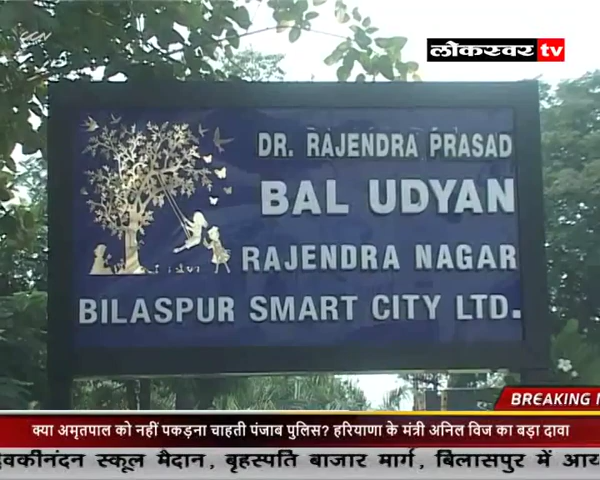 CCN
लोकस्वर tv
DR. RAJENDRA PRASAD
BAL UDYAN
RAJENDRA NAGAR
BILASPUR SMART CITY LTD.
BREAKING
क्या अमृतपाल को नहीं पकड़ना चाहती पंजाब पुलिस? हरियाणा के मंत्री अनिल विज का बड़ा दावा
देवकीनंदन स्कूल मैदान, बृहस्पति बाजार मार्ग, बिलासपुर में